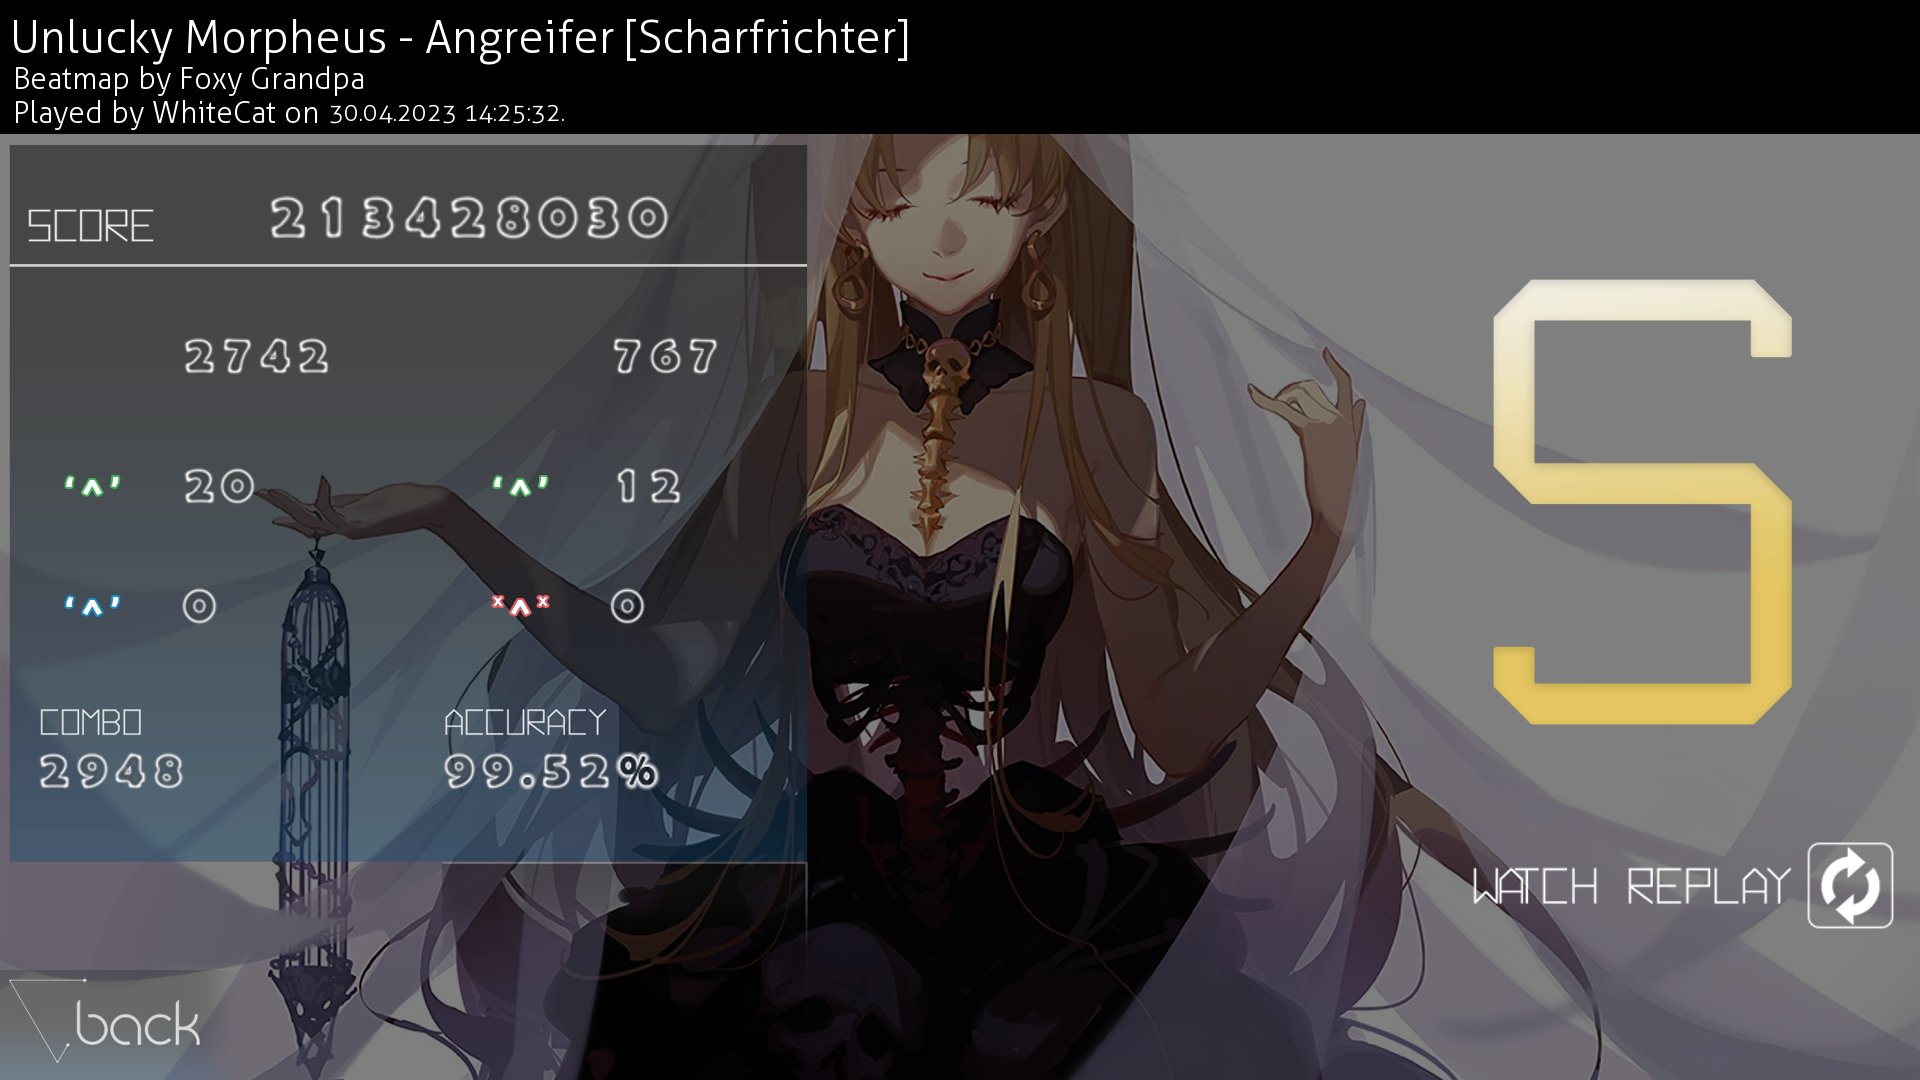 Unlucky Morpheus - Angreifer [Scharfrichter]
Beatmap by Foxy Grandpa
Played by WhiteCat on 30.04.2023 14:25:32.
SCORE 213428030
2742 767
'^' 20 '^' 12
'^' 0 x^x 0
COMBO ACCURACY
2948 99.52%
WATCH REPLAY
back
S